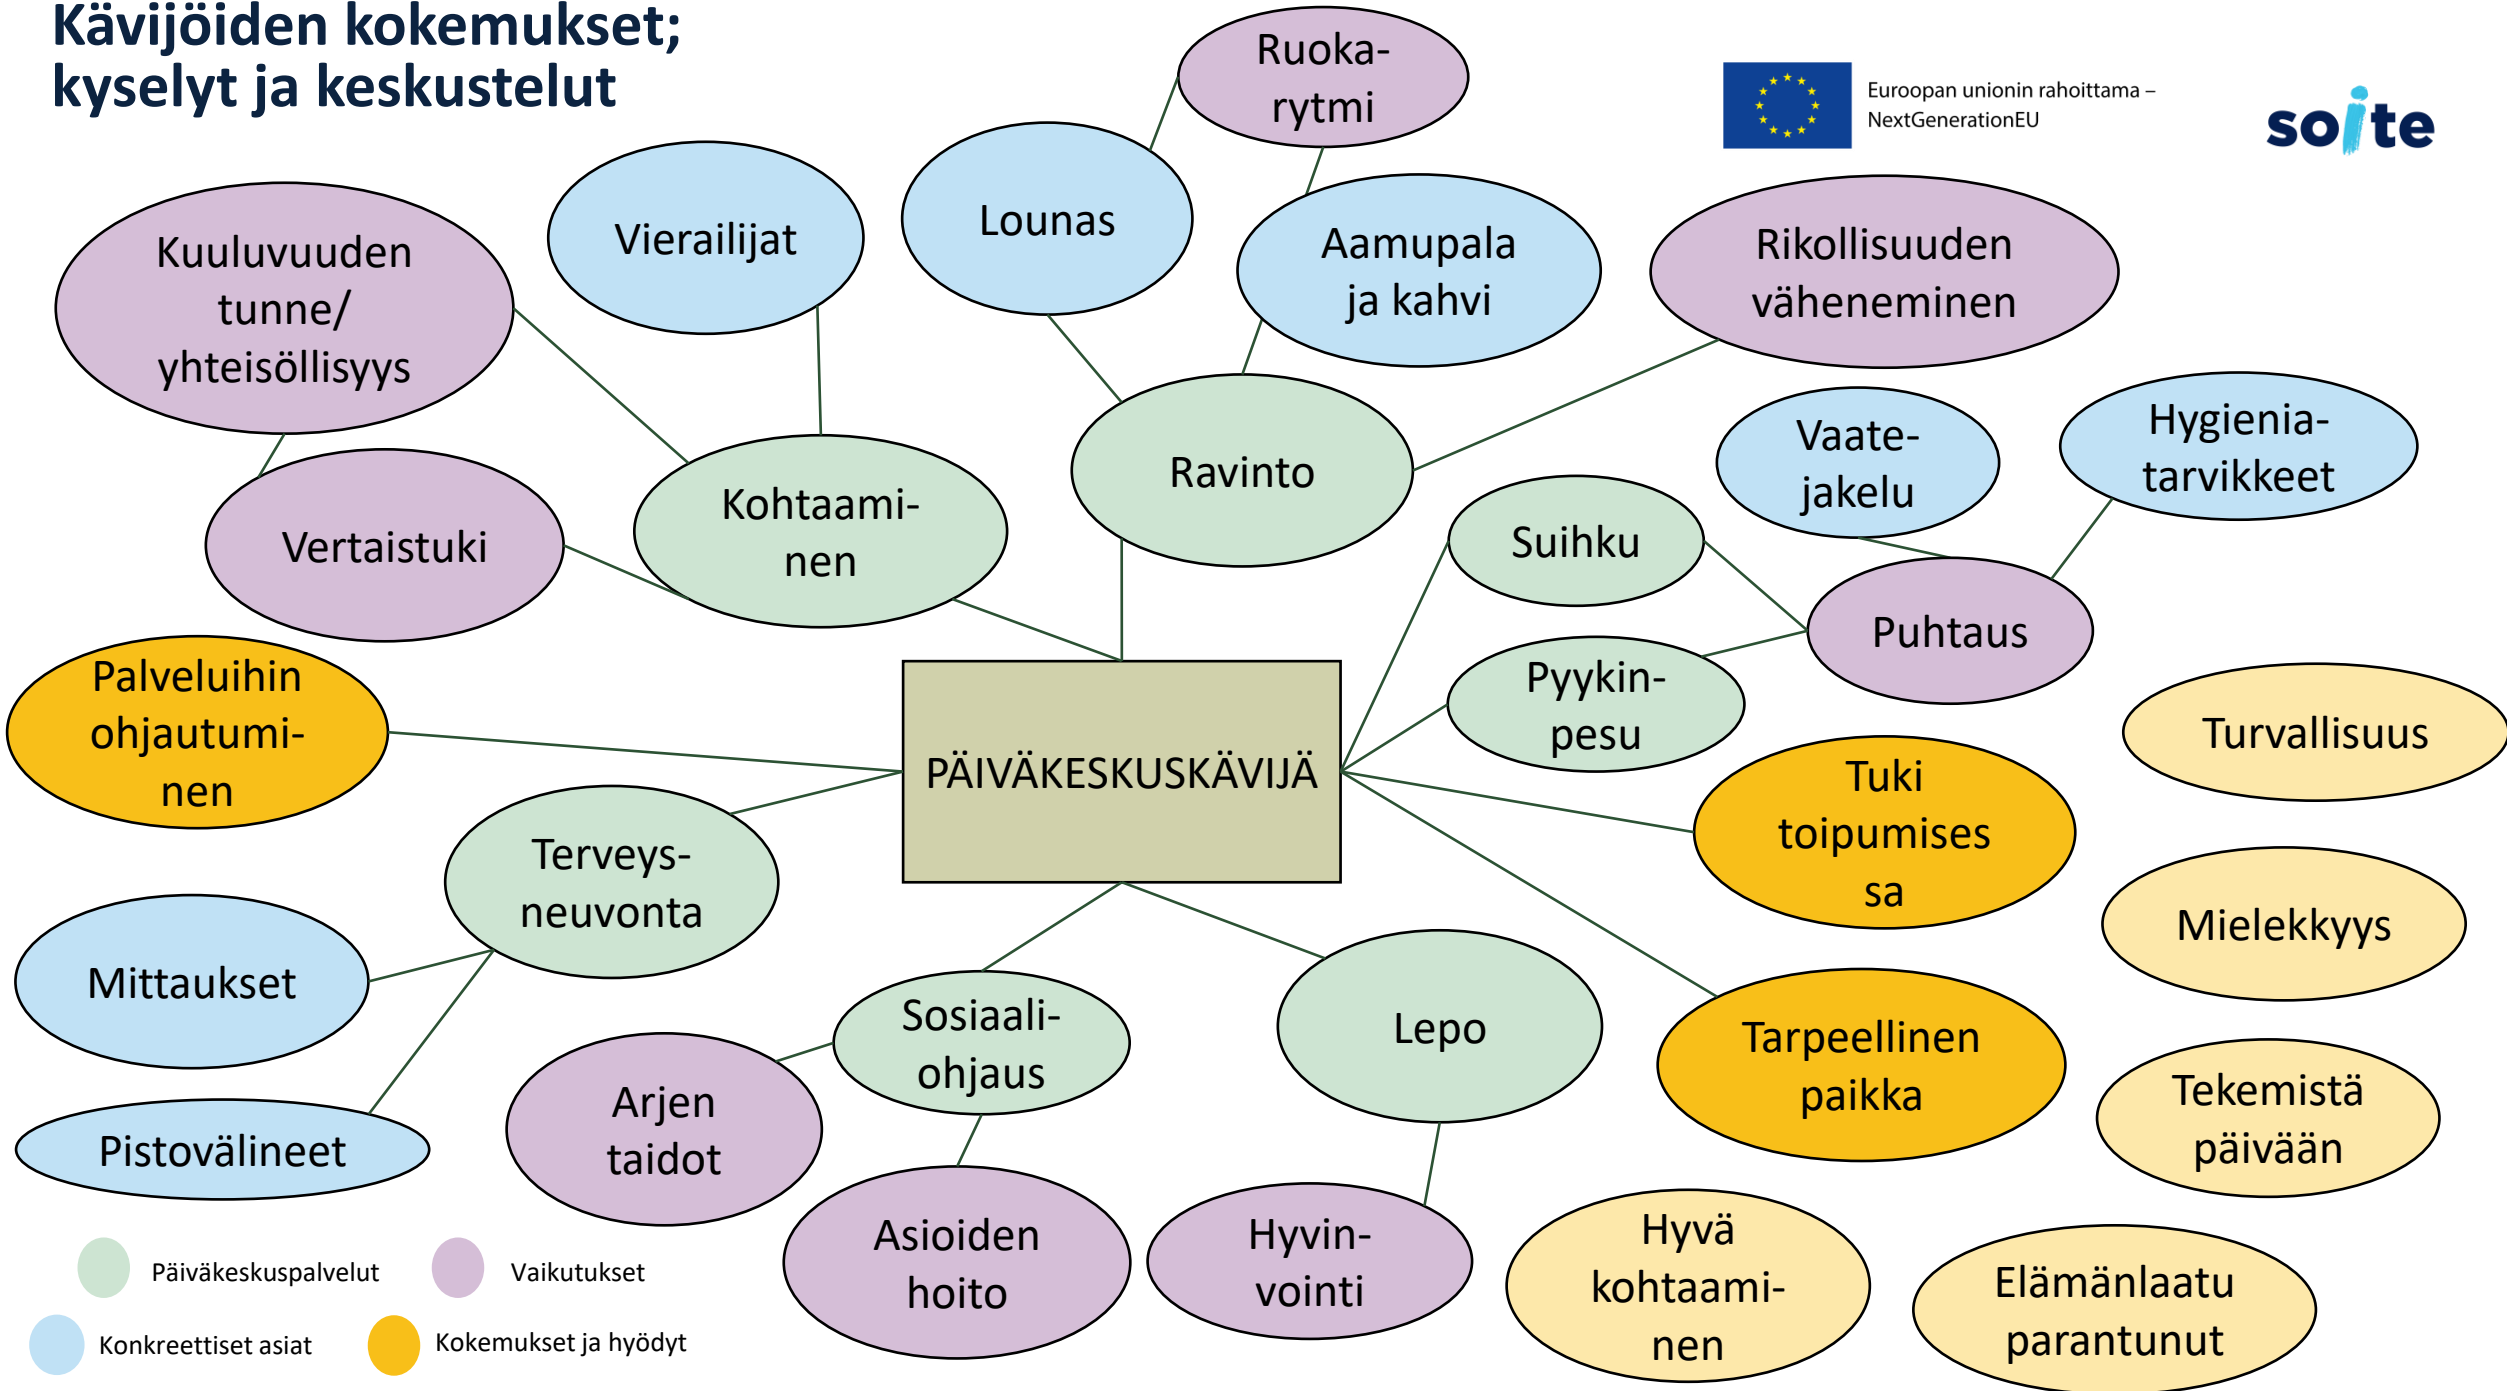 Kävijöiden kokemukset;
kyselyt ja keskustelut
Euroopan unionin rahoittama –
NextGenerationEU
soite
Ruoka-
rytmi
Vierailijat
Lounas
Aamupala
ja kahvi
Rikollisuuden
väheneminen
Kuuluvuuden
tunne/
yhteisöllisyys
Vaate-
jakelu
Hygienia-
tarvikkeet
Vertaistuki
Kohtaami-
nen
Ravinto
Suihku
Puhtaus
Palveluihin
ohjautumi-
nen
PÄIVÄKESKUSKÄVIJÄ
Pyykin-
pesu
Turvallisuus
Terveys-
neuvonta
Tuki
toipumises
sa
Mielekkyys
Mittaukset
Sosiaali-
ohjaus
Lepo
Tarpeellinen
paikka
Pistovälineet
Arjen
taidot
Tekemistä
päivään
Asioiden
hoito
Hyvin-
vointi
Hyvä
kohtaami-
nen
Elämänlaatu
parantunut
Päiväkeskuspalvelut
Vaikutukset
Konkreettiset asiat
Kokemukset ja hyödyt